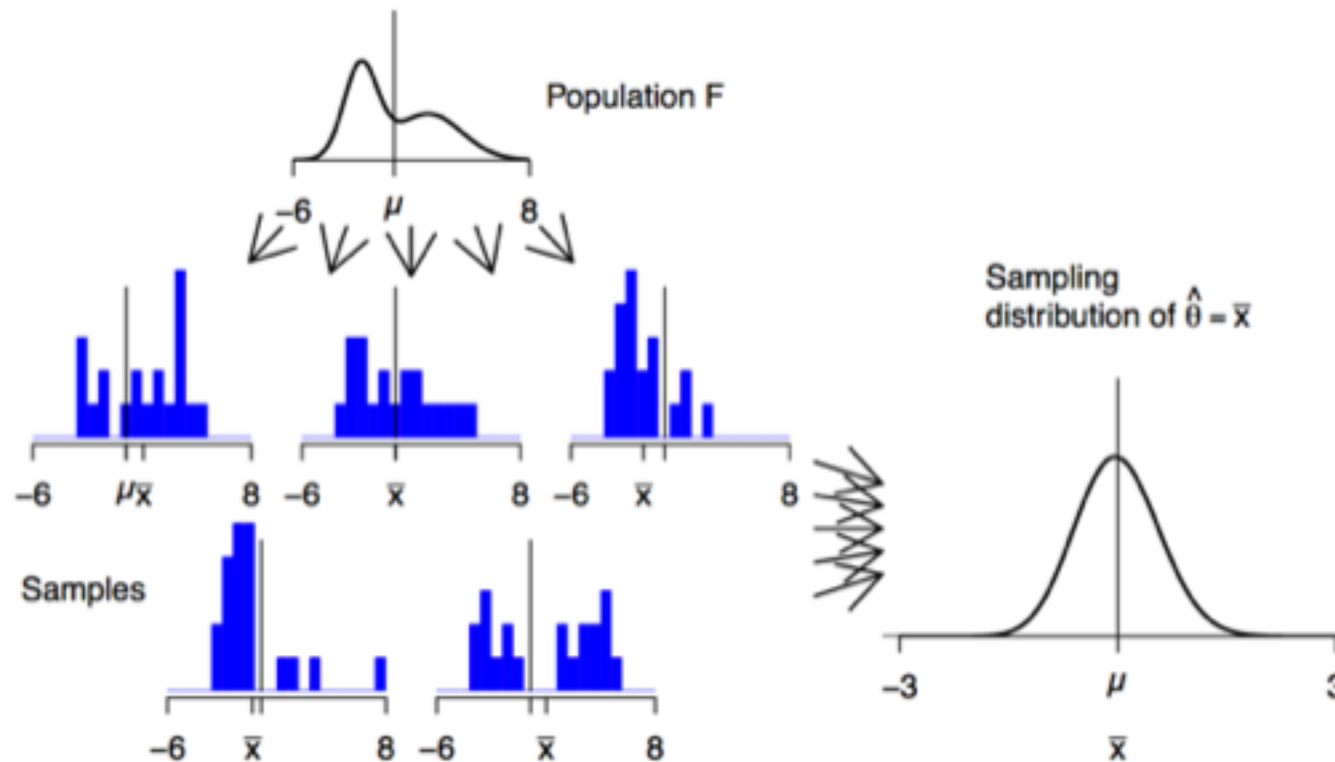 Population F
−6 μ 8
Sampling
distribution of θ̂ = x̄
−6 μ x̄ 8
−6 x̄ 8
−6 x̄ 8
Samples
−6 x̄ 8
−6 x̄ 8
−3 μ 3
x̄